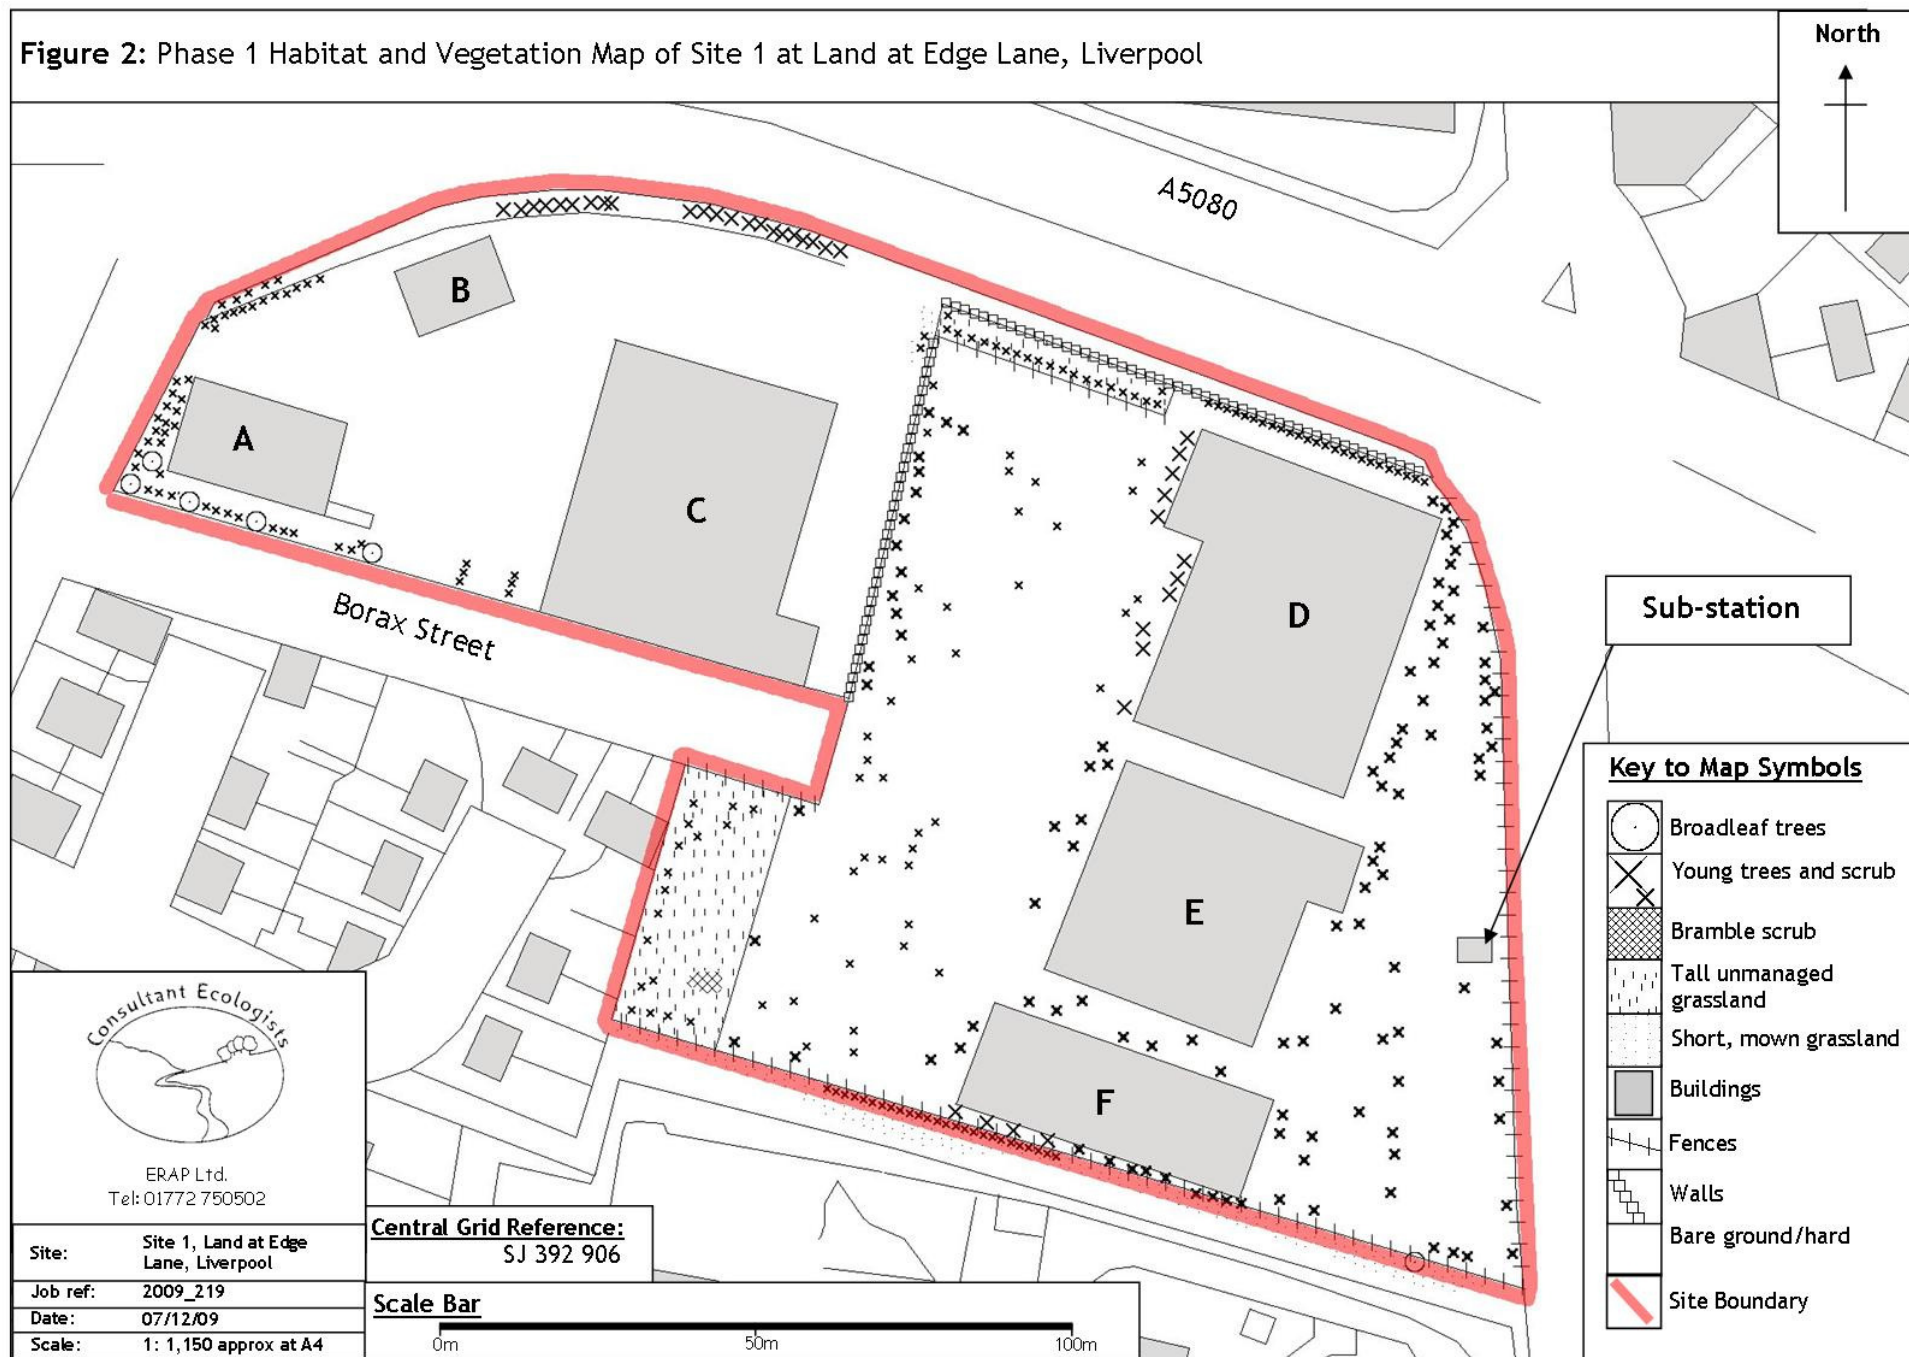 Figure 2: Phase 1 Habitat and Vegetation Map of Site 1 at Land at Edge Lane, Liverpool
North
A5080
B
A
C
D
Borax Street
Sub-station
E
F
Key to Map Symbols
Broadleaf trees
Young trees and scrub
Bramble scrub
Tall unmanaged
grassland
Short, mown grassland
Buildings
Fences
Walls
Bare ground/hard
Site Boundary
Consultant Ecologists
ERAP Ltd.
Tel: 01772 750502
Site: Site 1, Land at Edge
Lane, Liverpool
Job ref: 2009_219
Date: 07/12/09
Scale: 1: 1,150 approx at A4
Central Grid Reference:
SJ 392 906
Scale Bar
0m 50m 100m